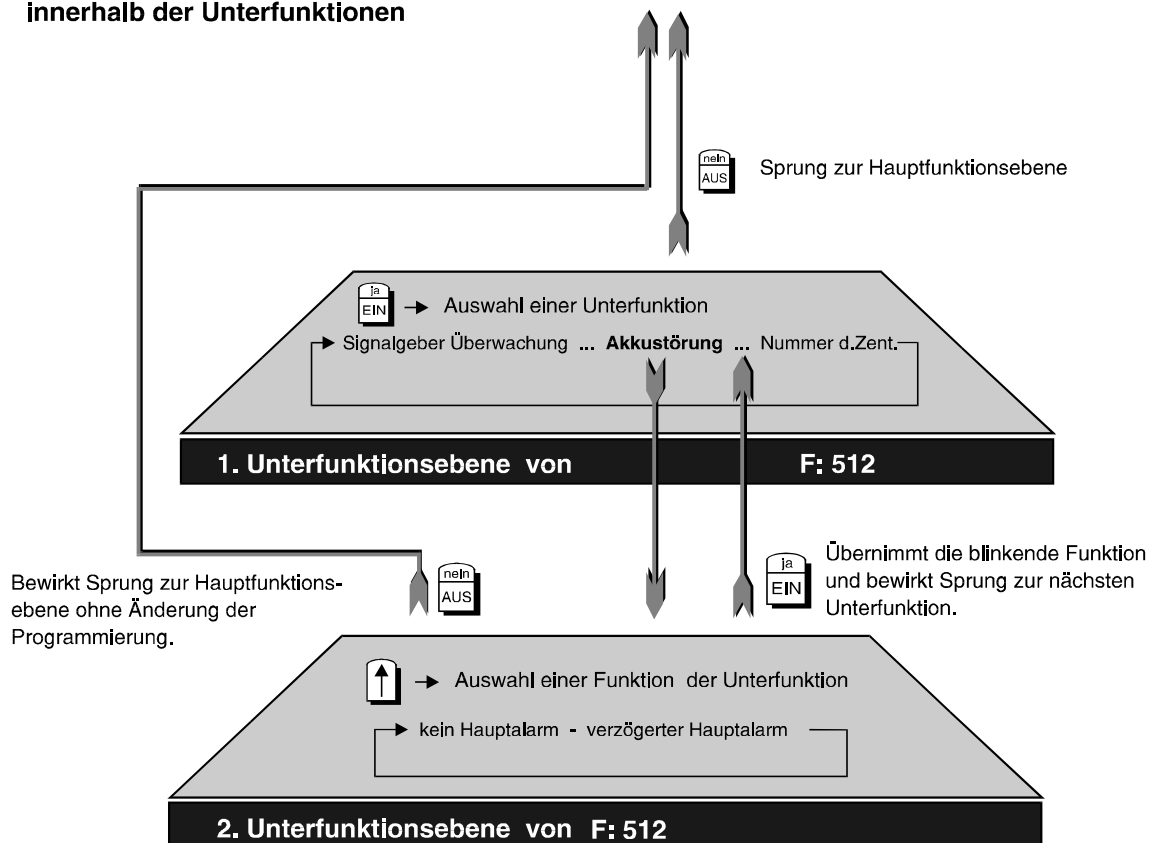 innerhalb der Unterfunktionen
nein
AUS
Sprung zur Hauptfunktionsebene
ja
EIN
Auswahl einer Unterfunktion
Signalgeber Überwachung ... Akkustörung ... Nummer d.Zent.
1. Unterfunktionsebene von F: 512
Bewirkt Sprung zur Hauptfunktions-
ebene ohne Änderung der
Programmierung.
nein
AUS
ja
EIN
Übernimmt die blinkende Funktion
und bewirkt Sprung zur nächsten
Unterfunktion.
Auswahl einer Funktion der Unterfunktion
kein Hauptalarm - verzögerter Hauptalarm
2. Unterfunktionsebene von F: 512